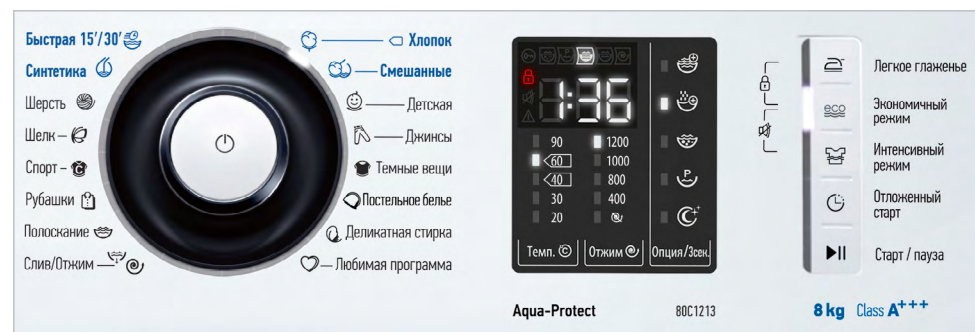 Быстрая 15'/30'
Синтетика
Шерсть
Шелк
Спорт
Рубашки
Полоскание
Слив/Отжим
Хлопок
Смешанные
Детская
Джинсы
Темные вещи
Постельное белье
Деликатная стирка
Любимая программа
1:36
90
60
40
30
20
1200
1000
800
400
Темп. ©
Отжим
Опция/3сек.
P
Легкое глаженье
eco
Экономичный
режим
Интенсивный
режим
Отложенный
старт
Старт / пауза
Aqua-Protect
80C1213
8 kg Class A+++